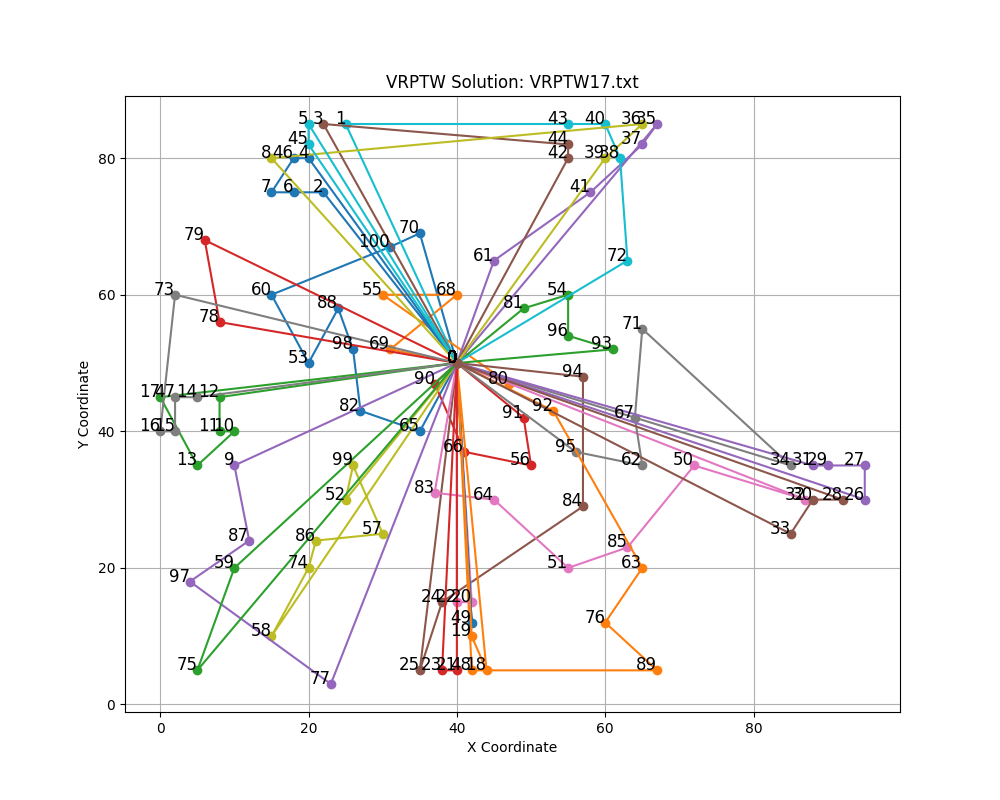 VRPTW Solution: VRPTW17.txt
5 3 1 43 40 36 35
45 44 37
8 46 4 42 39 38
7 6 2 41
79 100 70 61 72
73 60 55 68 54
78 88 81 96 71
53 98 69 0 93
17 47 14 12 90 80 94
16 15 11 10 82 65 91 92 67
13 9 99 66 56 95 62 50 34 31 29 27
52 83 64 84 32 30 28 26
87 86 57 85 33
97 59 74 51 63
58 24 22 20 49 19 76
75 77 25 23 21 48 18 89
80
60
40
20
0
0 20 40 60 80
Y Coordinate
X Coordinate